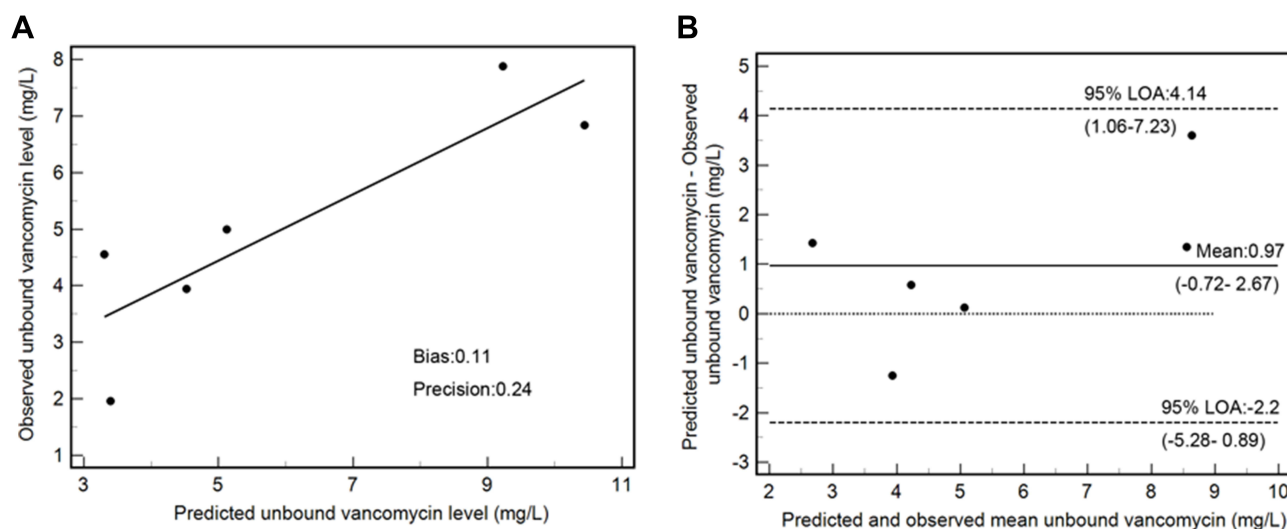 A
Observed unbound vancomycin level (mg/L)
8
7
6
5
4
3
2
1
Bias:0.11
Precision:0.24
3 5 7 9 11
Predicted unbound vancomycin level (mg/L)
B
Predicted unbound vancomycin - Observed
unbound vancomycin (mg/L)
5
4
3
2
1
0
-1
-2
-3
95% LOA:4.14
(1.06-7.23)
Mean:0.97
(-0.72- 2.67)
95% LOA:-2.2
(-5.28- 0.89)
2 3 4 5 6 7 8 9 10
Predicted and observed mean unbound vancomycin (mg/L)